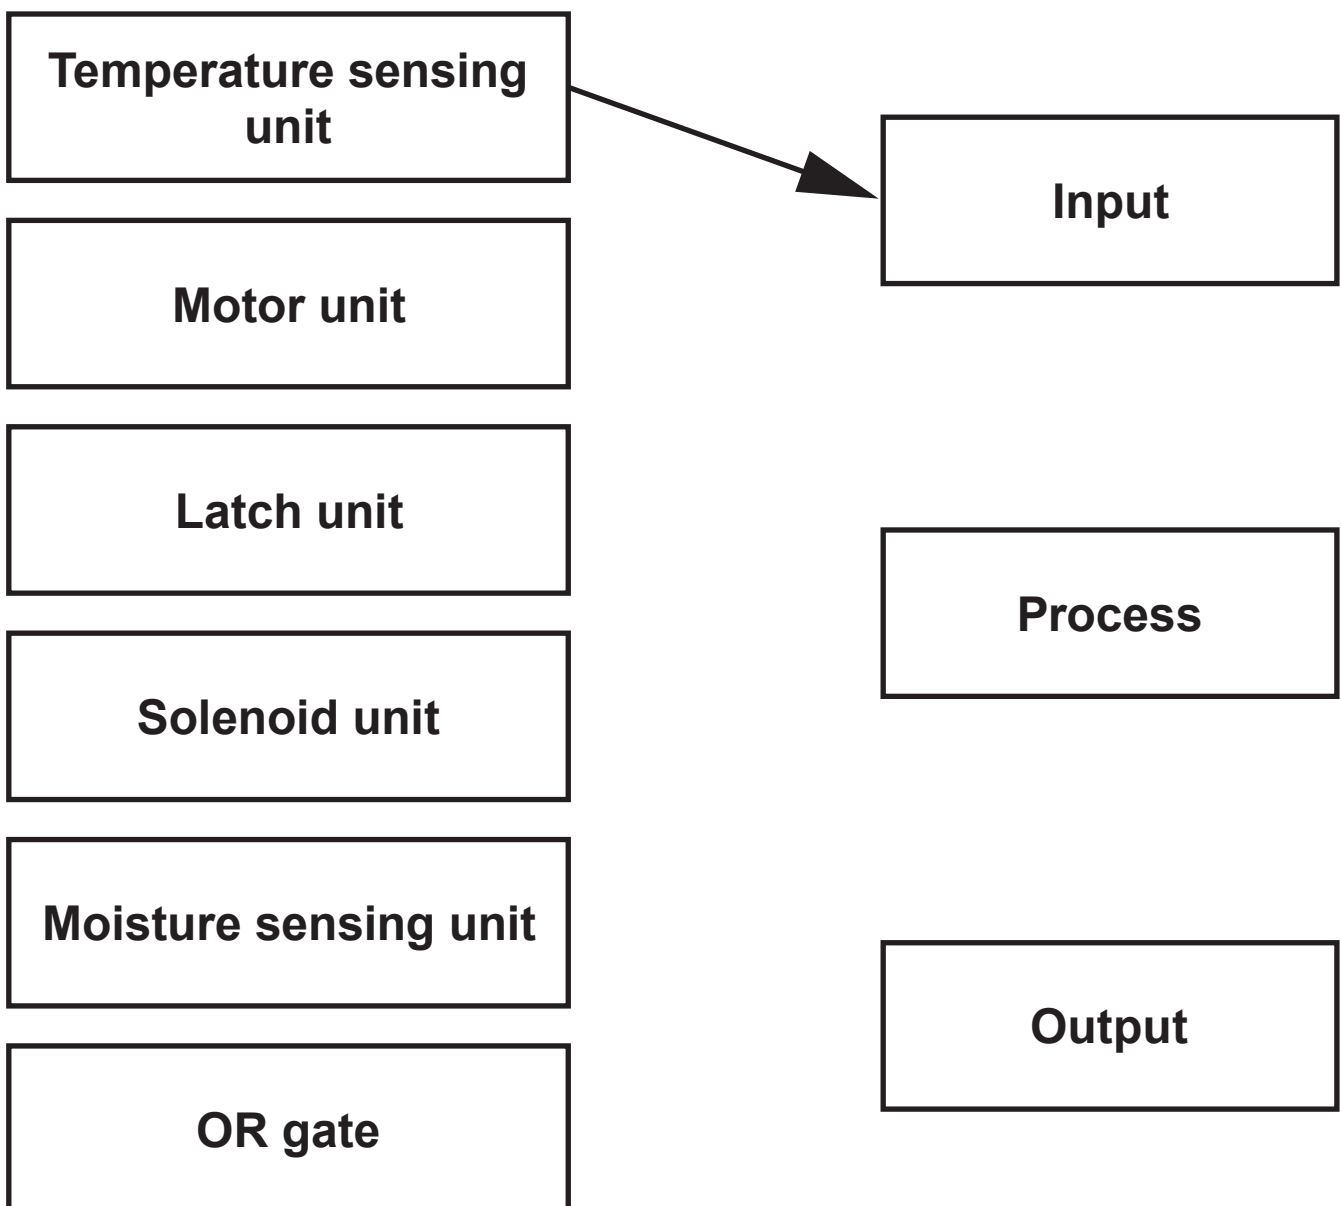 Temperature sensing
unit
Input
Motor unit
Latch unit
Process
Solenoid unit
Moisture sensing unit
Output
OR gate